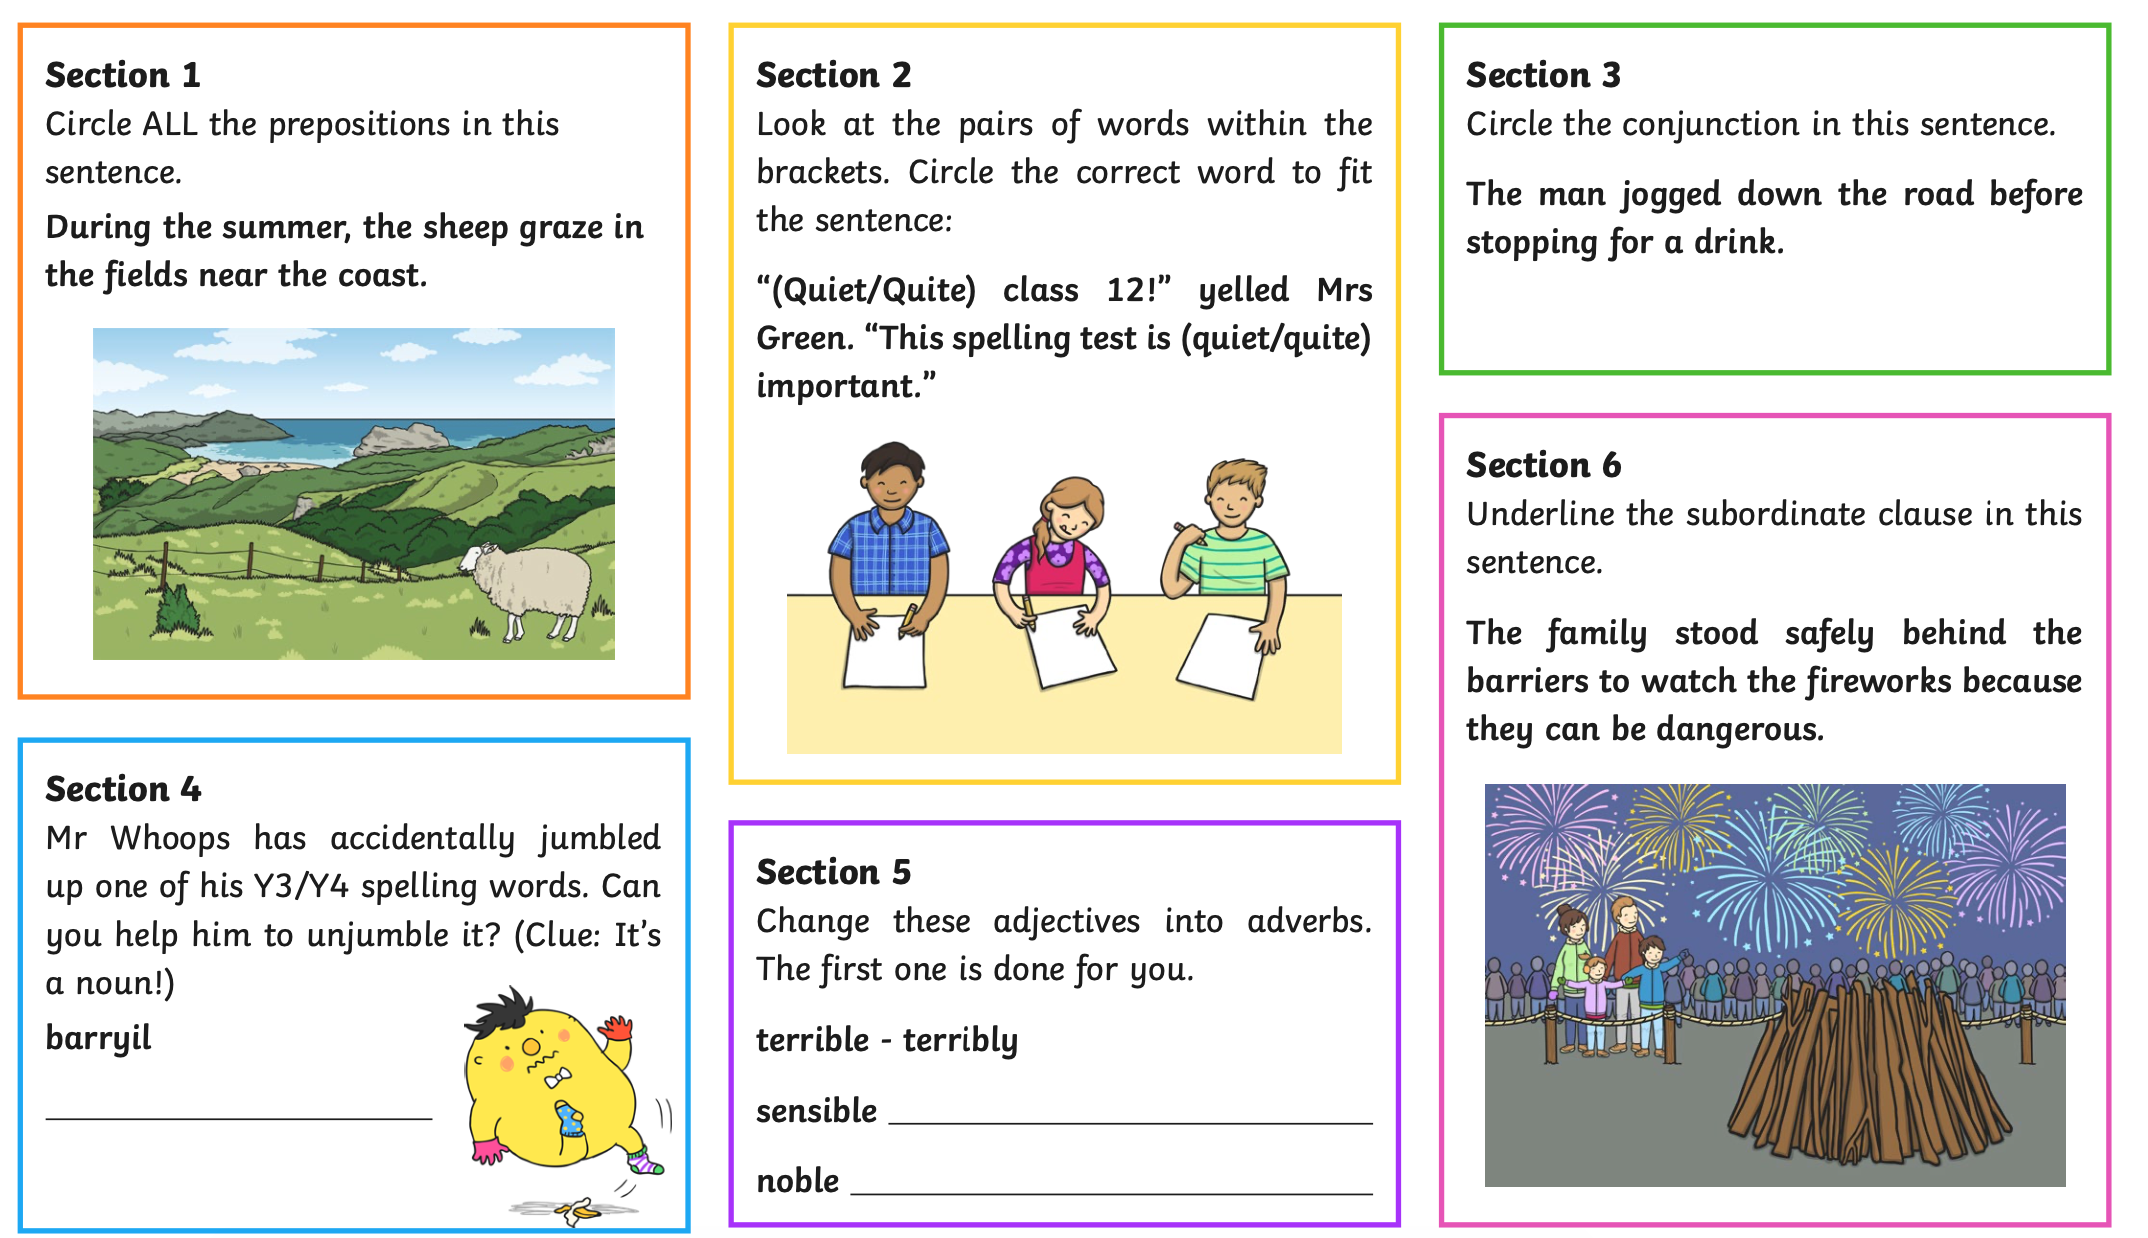 Section 1
Circle ALL the prepositions in this
sentence.
During the summer, the sheep graze in
the fields near the coast.
Section 2
Look at the pairs of words within the
brackets. Circle the correct word to fit
the sentence:
“(Quiet/Quite) class 12!” yelled Mrs
Green. “This spelling test is (quiet/quite)
important.”
Section 3
Circle the conjunction in this sentence.
The man jogged down the road before
stopping for a drink.
Section 4
Mr Whoops has accidentally jumbled
up one of his Y3/Y4 spelling words. Can
you help him to unjumble it? (Clue: It’s
a noun!)
barryil
Section 5
Change these adjectives into adverbs.
The first one is done for you.
terrible - terribly
sensible
noble
Section 6
Underline the subordinate clause in this
sentence.
The family stood safely behind the
barriers to watch the fireworks because
they can be dangerous.